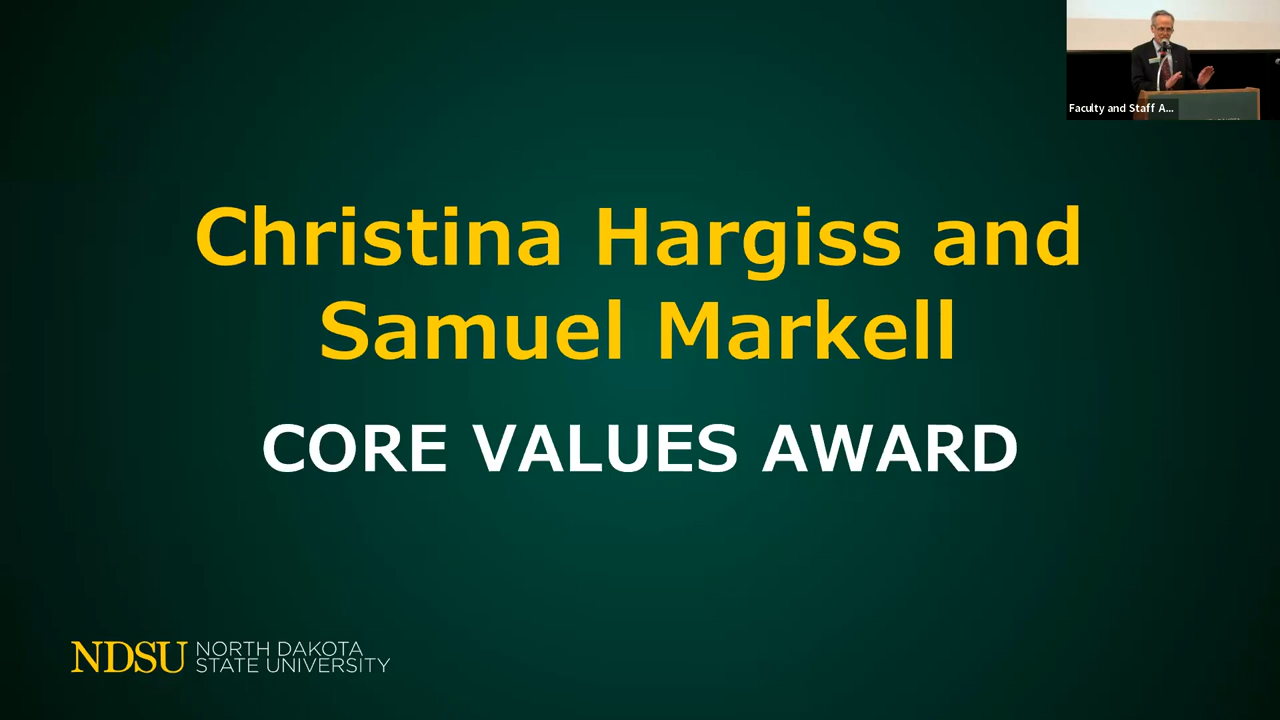 Faculty and Staff A...
Christina Hargiss and
Samuel Markell
CORE VALUES AWARD
NDSU NORTH DAKOTA
STATE UNIVERSITY